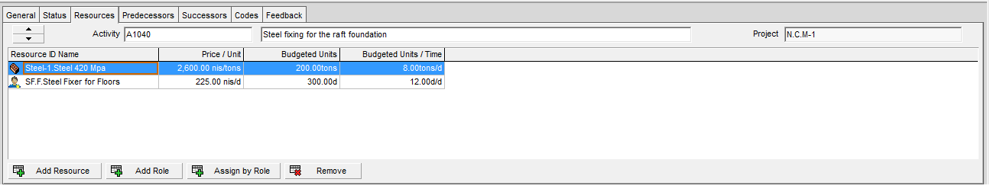 General Status Resources Predecessors Successors Codes Feedback
Activity A1040 Steel fixing for the raft foundation Project N.C.M-1
Resource ID Name Price / Unit Budgeted Units Budgeted Units / Time
Steel-1.Steel 420 Mpa 2,600.00 nis/tons 200.00tons 8.00tons/d
SF.F.Steel Fixer for Floors 225.00 nis/d 300.00d 12.00d/d
Add Resource Add Role Assign by Role Remove